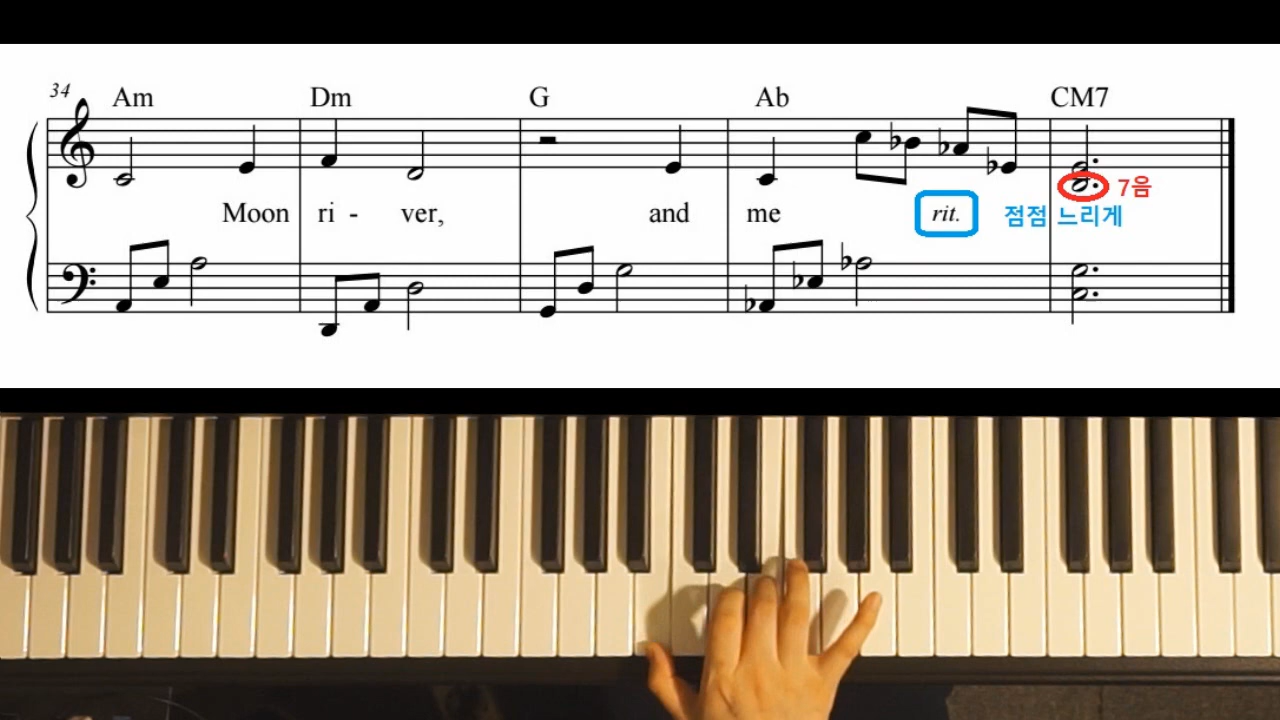 34
Am Dm G Ab CM7
7음
Moon ri - ver, and me rit. 점점 느리게